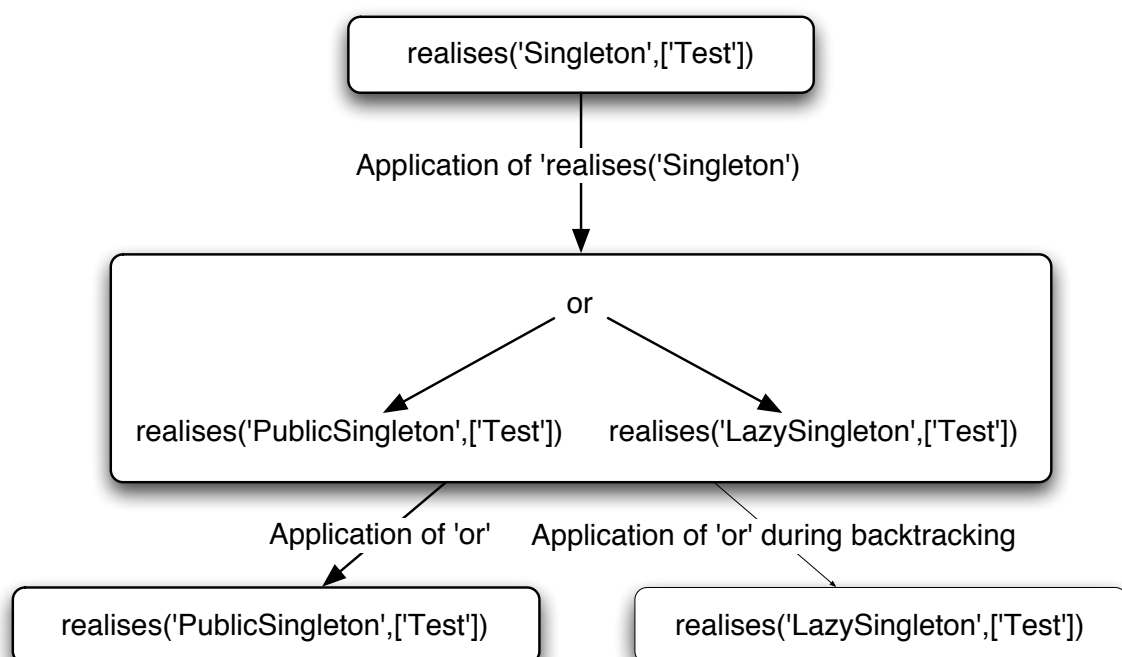 realises('Singleton',['Test'])
Application of 'realises('Singleton')
or
realises('PublicSingleton',['Test']) realises('LazySingleton',['Test'])
Application of 'or' Application of 'or' during backtracking
realises('PublicSingleton',['Test']) realises('LazySingleton',['Test'])